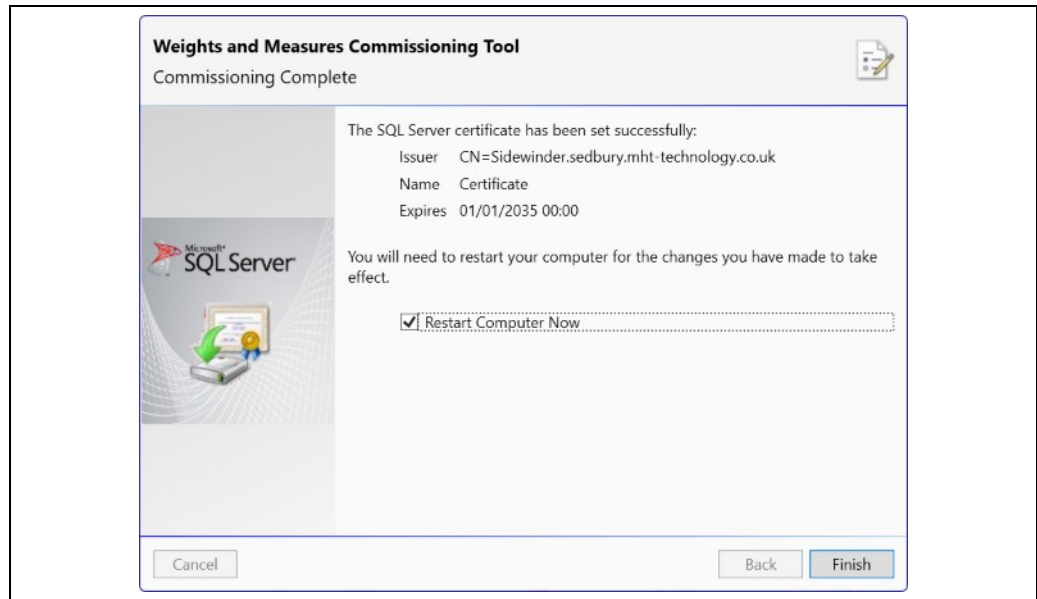 Weights and Measures Commissioning Tool
Commissioning Complete
The SQL Server certificate has been set successfully:
Issuer CN=Sidewinder.sedbury.mht-technology.co.uk
Name Certificate
Expires 01/01/2035 00:00
Microsoft
SQL Server
You will need to restart your computer for the changes you have made to take
effect.
Restart Computer Now
Cancel
Back
Finish